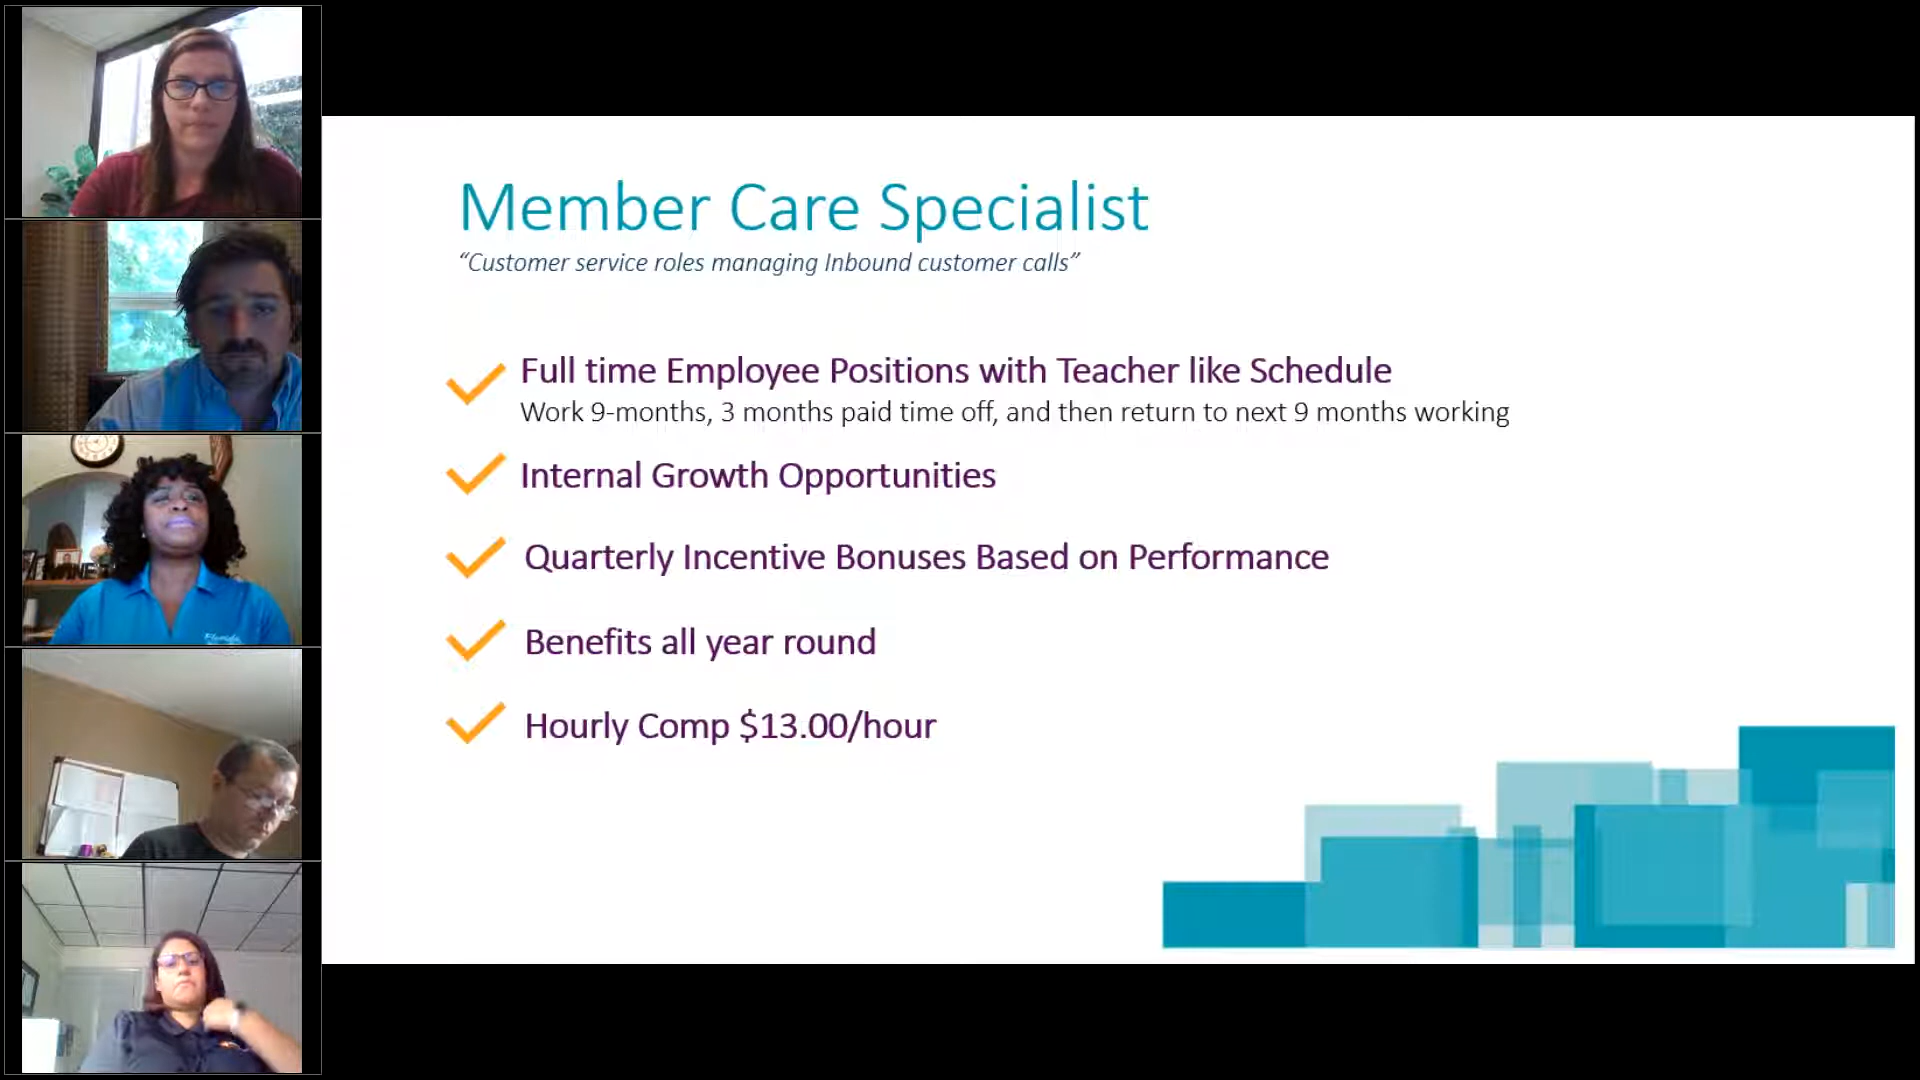 Member Care Specialist
“Customer service roles managing Inbound customer calls”
Full time Employee Positions with Teacher like Schedule
Work 9-months, 3 months paid time off, and then return to next 9 months working
Internal Growth Opportunities
Quarterly Incentive Bonuses Based on Performance
Benefits all year round
Hourly Comp $13.00/hour
Florida